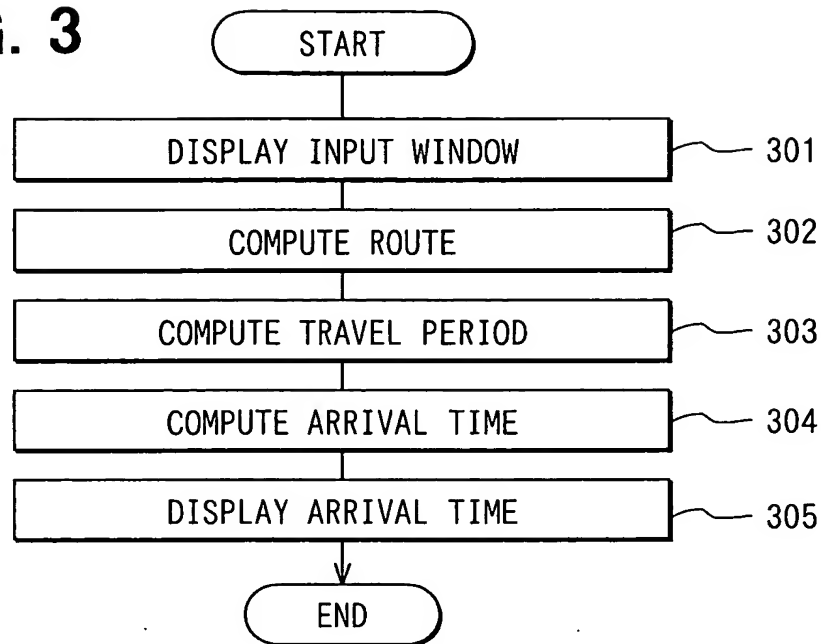 G. 3
START
DISPLAY INPUT WINDOW 301
COMPUTE ROUTE 302
COMPUTE TRAVEL PERIOD 303
COMPUTE ARRIVAL TIME 304
DISPLAY ARRIVAL TIME 305
END